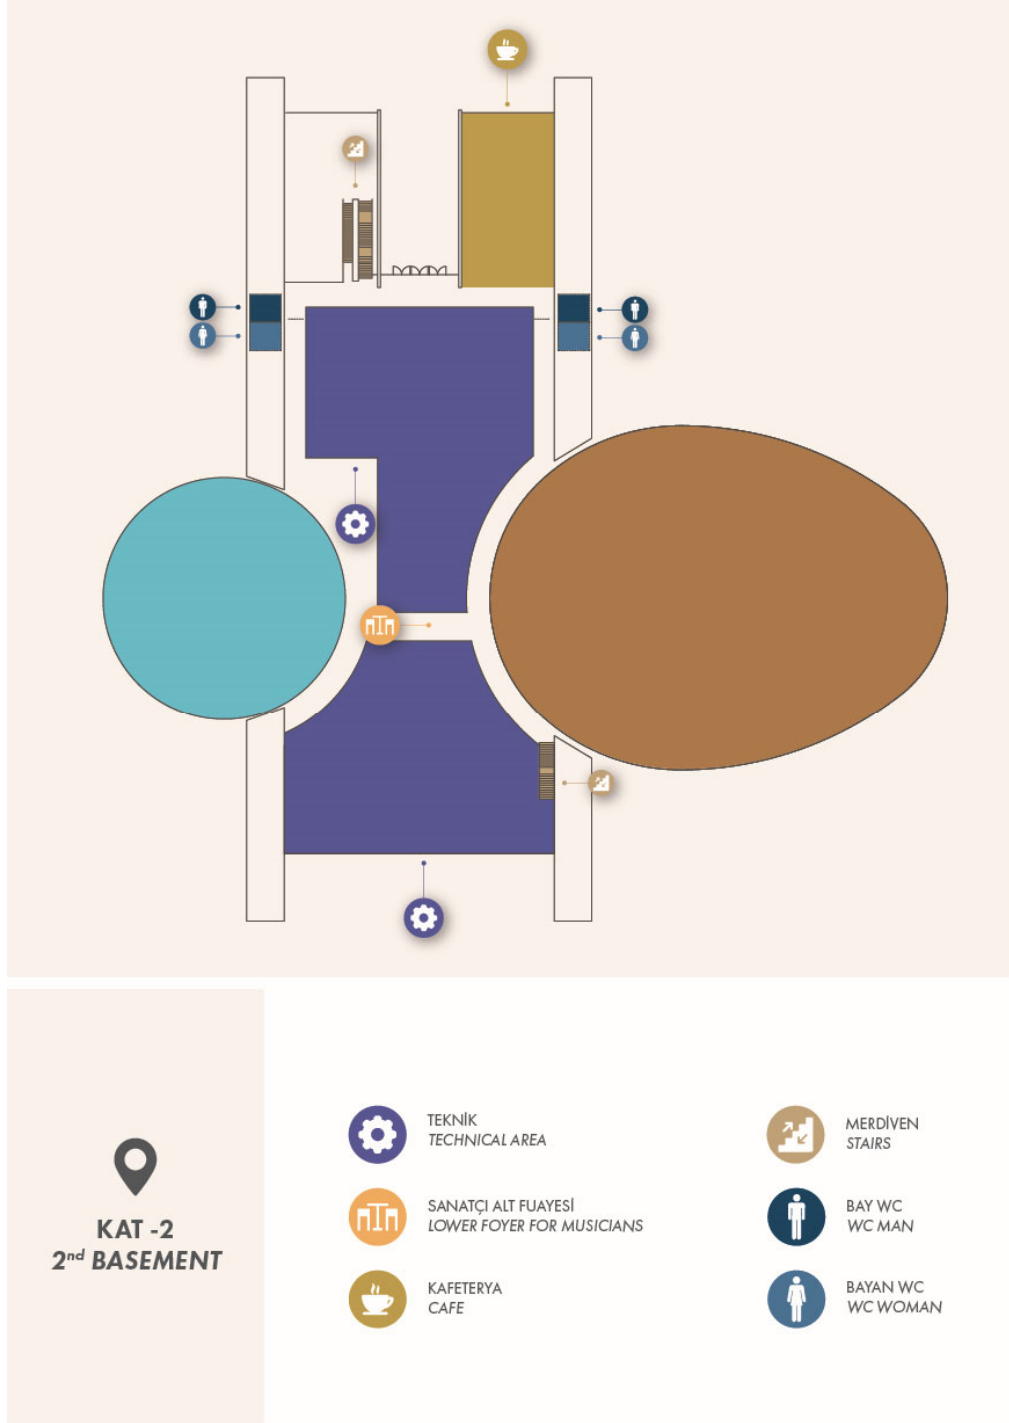 KAT -2
2nd BASEMENT
TEKNİK
TECHNICAL AREA
SANATÇI ALT FUAYESİ
LOWER FOYER FOR MUSICIANS
KAFETERYA
CAFE
MERDİVEN
STAIRS
BAY WC
WC MAN
BAYAN WC
WC WOMAN